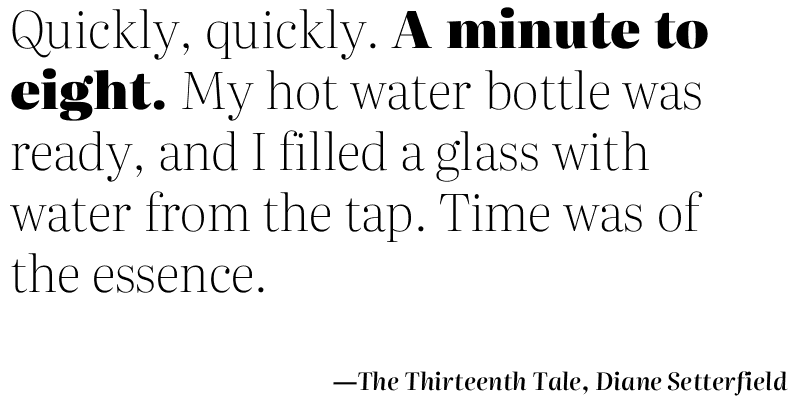 Quickly, quickly. A minute to
eight. My hot water bottle was
ready, and I filled a glass with
water from the tap. Time was of
the essence.
—The Thirteenth Tale, Diane Setterfield